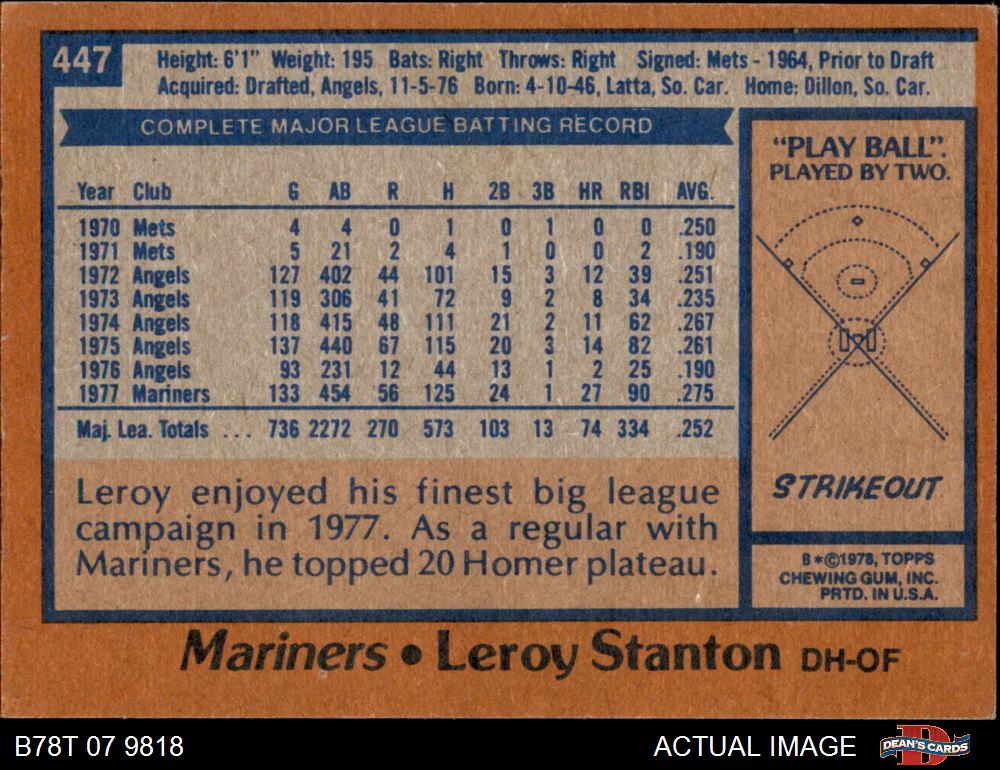 447
Height: 6'1" Weight: 195 Bats: Right Throws: Right Signed: Mets - 1964, Prior to Draft
Acquired: Drafted, Angels, 11-5-76 Born: 4-10-46, Latta, So. Car. Home: Dillon, So. Car.
COMPLETE MAJOR LEAGUE BATTING RECORD
Year Club G AB R H 2B 3B HR RBI AVG.
1970 Mets 4 4 0 1 0 1 0 0 .250
1971 Mets 5 21 2 4 1 0 0 2 .190
1972 Angels 127 402 44 101 15 3 12 39 .251
1973 Angels 119 306 41 72 9 2 8 34 .235
1974 Angels 118 415 48 111 21 2 11 62 .267
1975 Angels 137 440 67 115 20 3 14 82 .261
1976 Angels 93 231 12 44 13 1 2 25 .190
1977 Mariners 133 454 56 125 24 1 27 90 .275
Maj. Lea. Totals ... 736 2272 270 573 103 13 74 334 .252
Leroy enjoyed his finest big league
campaign in 1977. As a regular with
Mariners, he topped 20 Homer plateau.
"PLAY BALL".
PLAYED BY TWO.
STRIKEOUT
B*©1978, TOPPS
CHEWING GUM, INC.
PRTD. IN U.S.A.
Mariners • Leroy Stanton DH-OF
B78T 07 9818
ACTUAL IMAGE
DEAN'S CARDS